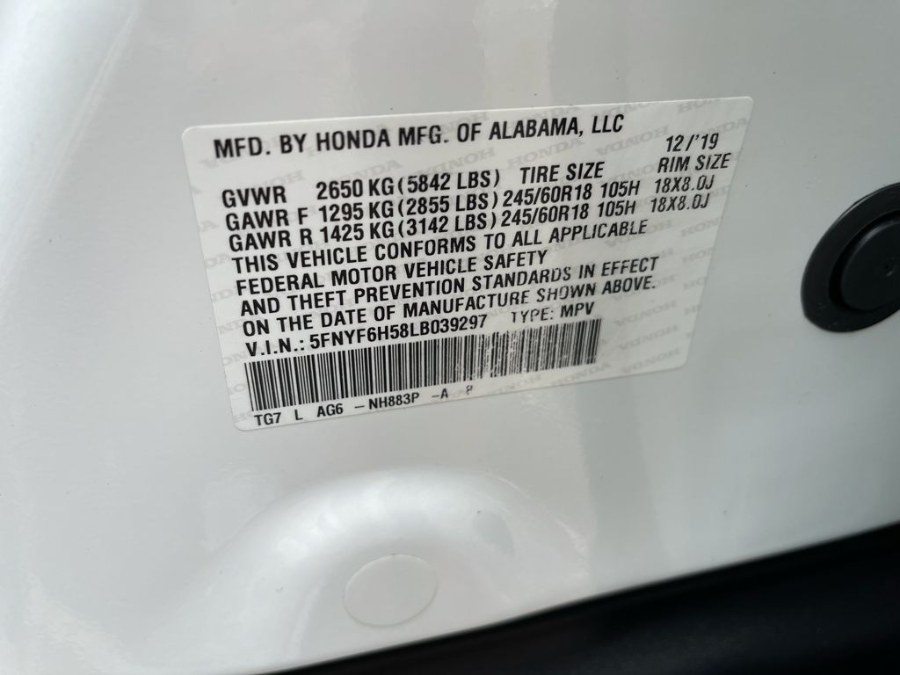 MFD. BY HONDA MFG. OF ALABAMA, LLC 12/'19
GVWR 2650 KG (5842 LBS) TIRE SIZE RIM SIZE
GAWR F 1295 KG (2855 LBS) 245/60R18 105H 18X8.0J
GAWR R 1425 KG (3142 LBS) 245/60R18 105H 18X8.0J
THIS VEHICLE CONFORMS TO ALL APPLICABLE
FEDERAL MOTOR VEHICLE SAFETY
AND THEFT PREVENTION STANDARDS IN EFFECT
ON THE DATE OF MANUFACTURE SHOWN ABOVE.
V.I.N.: 5FNYF6H58LB039297 TYPE: MPV
TG7 L AG6 - NH883P -A P